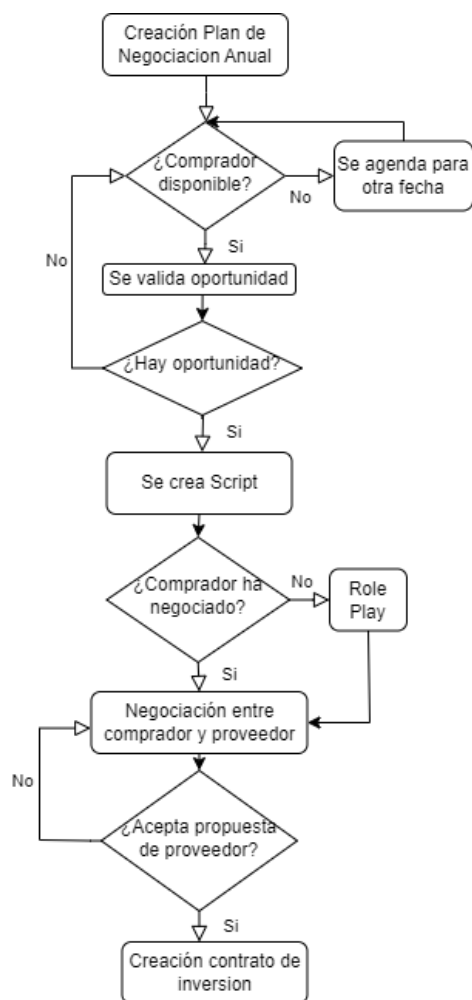 Creación Plan de
Negociacion Anual
¿Comprador
disponible?
No
Se agenda para
otra fecha
Si
No
Se valida oportunidad
¿Hay oportunidad?
Si
Se crea Script
¿Comprador ha
negociado?
No
Role
Play
Si
Negociación entre
comprador y proveedor
No
¿Acepta propuesta
de proveedor?
Si
Creación contrato de
inversion